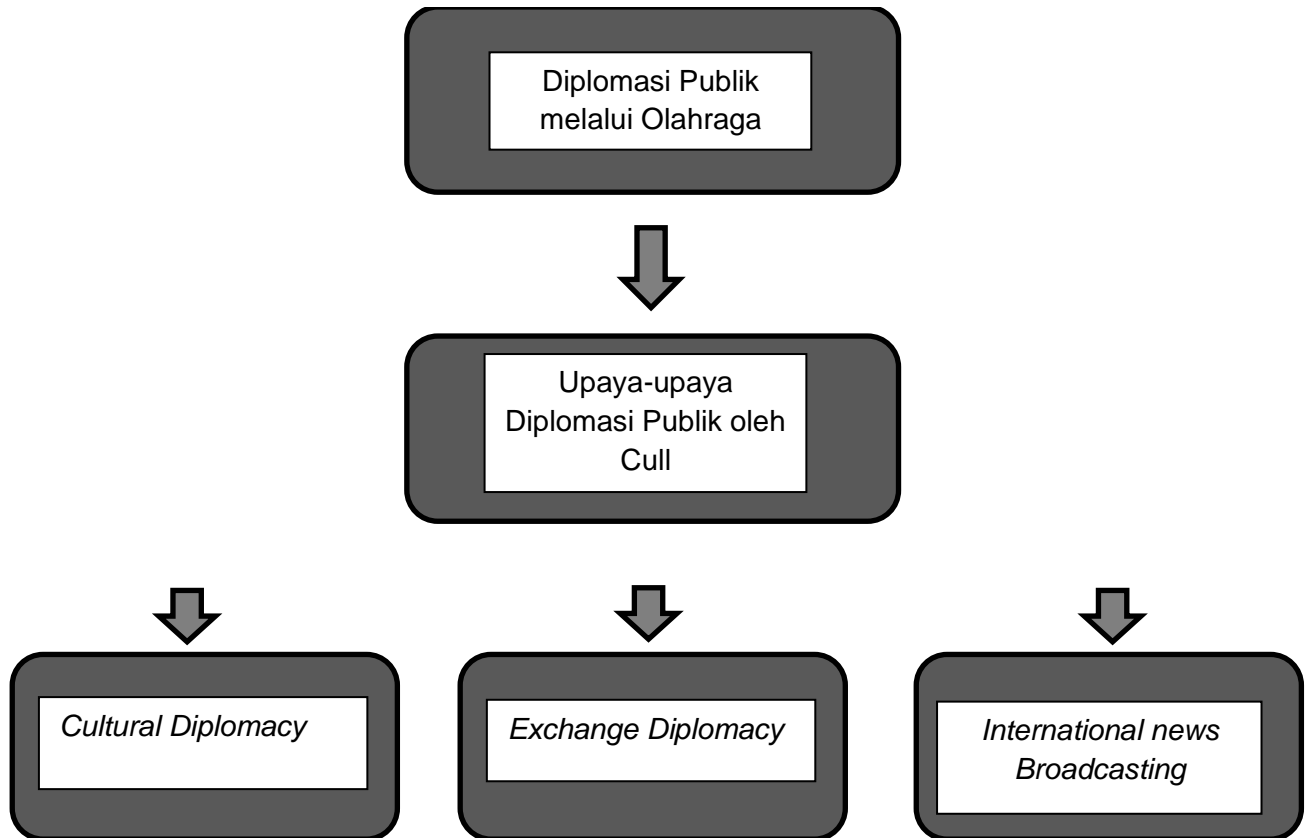 Diplomasi Publik
melalui Olahraga
Upaya-upaya
Diplomasi Publik oleh
Cull
Cultural Diplomacy
Exchange Diplomacy
International news
Broadcasting